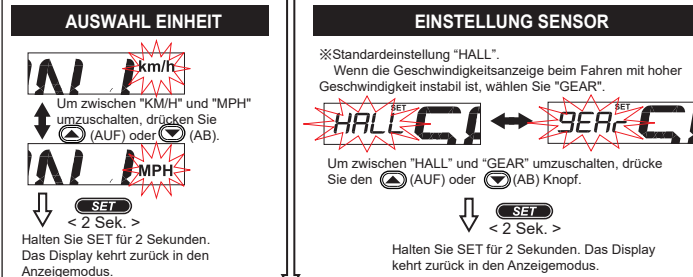 AUSWAHL EINHEIT
km/h
Um zwischen "KM/H" und "MPH"
umzuschalten, drücken Sie
(AUF) oder (AB).
MPH
SET
< 2 Sek. >
Halten Sie SET für 2 Sekunden.
Das Display kehrt zurück in den
Anzeigemodus.
EINSTELLUNG SENSOR
※Standardeinstellung “HALL”.
Wenn die Geschwindigkeitsanzeige beim Fahren mit hoher
Geschwindigkeit instabil ist, wählen Sie "GEAR".
SET
HALL
SET
GEAr
Um zwischen "HALL" und “GEAR” umzuschalten, drücke
Sie den (AUF) oder (AB) Knopf.
SET
< 2 Sek. >
Halten Sie SET für 2 Sekunden. Das Display
kehrt zurück in den Anzeigemodus.